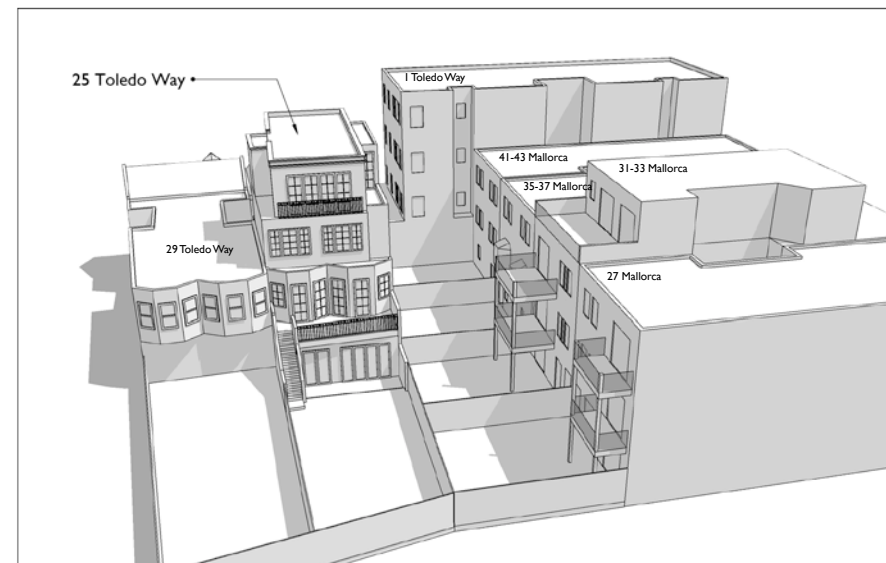 25 Toledo Way
1 Toledo Way
41-43 Mallorca
31-33 Mallorca
35-37 Mallorca
29 Toledo Way
27 Mallorca